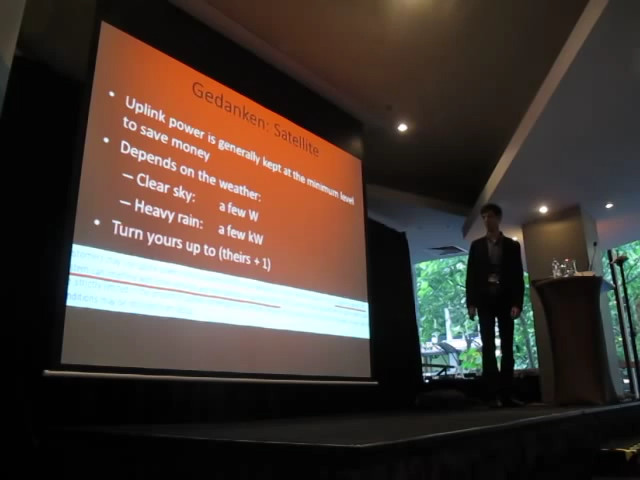 Gedanken: Satellite
• Uplink power is generally kept at the minimum level
to save money
• Depends on the weather:
– Clear sky: a few W
– Heavy rain: a few kW
• Turn yours up to (theirs + 1)